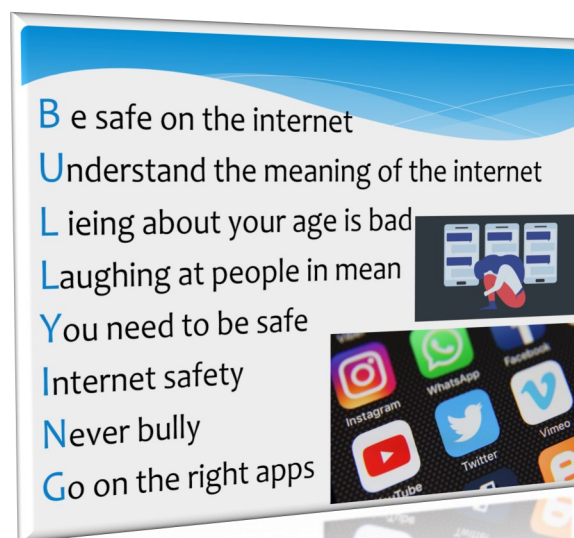 B e safe on the internet
Understand the meaning of the internet
L ieing about your age is bad
Laughing at people in mean
You need to be safe
Internet safety
Never bully
Go on the right apps
Instagram
WhatsApp
Facebook
Twitter
Vimeo